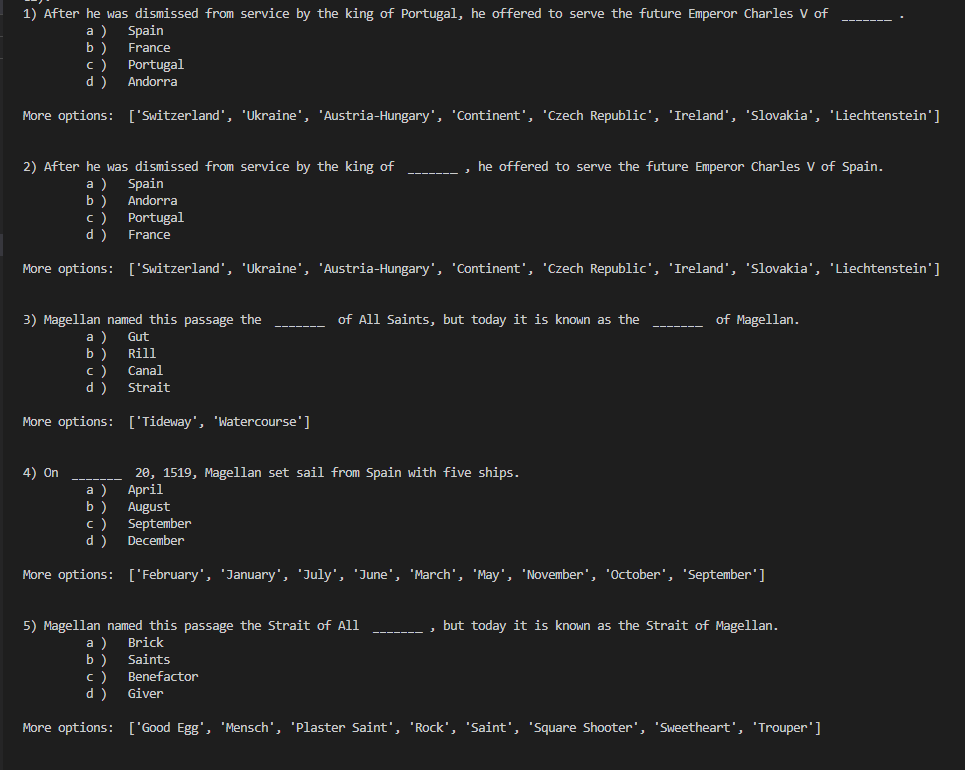 1) After he was dismissed from service by the king of Portugal, he offered to serve the future Emperor Charles V of _______ .
a ) Spain
b ) France
c ) Portugal
d ) Andorra
More options: ['Switzerland', 'Ukraine', 'Austria-Hungary', 'Continent', 'Czech Republic', 'Ireland', 'Slovakia', 'Liechtenstein']
2) After he was dismissed from service by the king of _______ , he offered to serve the future Emperor Charles V of Spain.
a ) Spain
b ) Andorra
c ) Portugal
d ) France
More options: ['Switzerland', 'Ukraine', 'Austria-Hungary', 'Continent', 'Czech Republic', 'Ireland', 'Slovakia', 'Liechtenstein']
3) Magellan named this passage the _______ of All Saints, but today it is known as the _______ of Magellan.
a ) Gut
b ) Rill
c ) Canal
d ) Strait
More options: ['Tideway', 'Watercourse']
4) On _______ 20, 1519, Magellan set sail from Spain with five ships.
a ) April
b ) August
c ) September
d ) December
More options: ['February', 'January', 'July', 'June', 'March', 'May', 'November', 'October', 'September']
5) Magellan named this passage the Strait of All _______ , but today it is known as the Strait of Magellan.
a ) Brick
b ) Saints
c ) Benefactor
d ) Giver
More options: ['Good Egg', 'Mensch', 'Plaster Saint', 'Rock', 'Saint', 'Square Shooter', 'Sweetheart', 'Trouper']